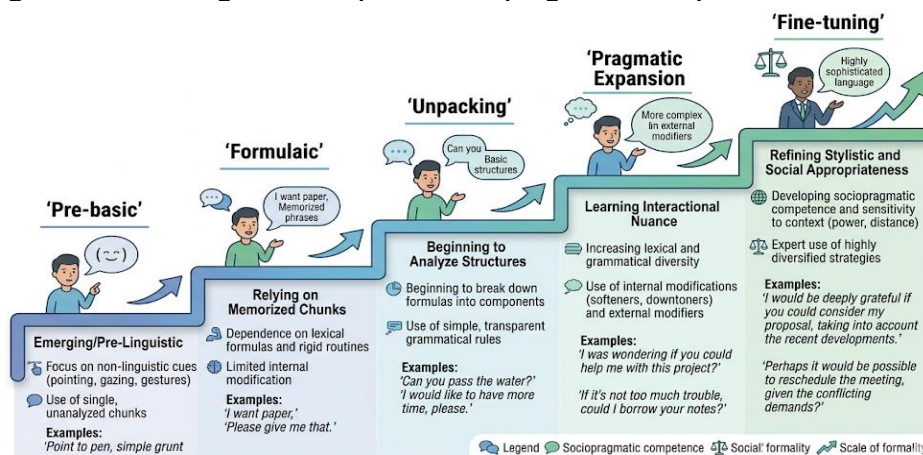 'Fine-tuning'
Highly
sophisticated
language
'Pragmatic
Expansion'
More complex
(in external
modifiers
'Unpacking'
Can you
Basic
structures
'Formulaic'
I want paper,
Memorized
phrases
'Pre-basic'
Emerging/Pre-Linguistic
Focus on non-linguistic cues
(pointing, gazing, gestures)
Use of single,
unanalyzed chunks
Examples:
'Point to pen, simple grunt
Relying on
Memorized Chunks
Dependence on lexical
formulas and rigid routines
Limited internal
modification
Examples:
'I want paper,'
'Please give me that.'
Beginning to
Analyze Structures
Beginning to break down
formulas into components
Use of simple, transparent
grammatical rules
Examples:
'Can you pass the water?'
'I would like to have more
time, please.'
Learning Interactional
Nuance
Increasing lexical and
grammatical diversity
Use of internal modifications
(softeners, downtoners)
and external modifiers
Examples:
'I was wondering if you could
help me with this project?'
'If it's not too much trouble,
could I borrow your notes?'
Refining Stylistic and
Social Appropriateness
Developing sociopragmatic
competence and sensitivity
to context (power, distance)
Expert use of highly
diversified strategies
Examples:
'I would be deeply grateful if
you could consider my
proposal, taking into account
the recent developments.'
'Perhaps it would be possible
to reschedule the meeting,
given the conflicting
demands?'
Legend Sociopragmatic competence Social' formality Scale of formality